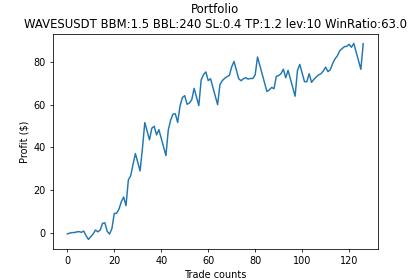 Portfolio
WAVESUSDT BBM:1.5 BBL:240 SL:0.4 TP:1.2 lev:10 WinRatio:63.0
Profit ($)
80
60
40
20
0
0 20 40 60 80 100 120
Trade counts